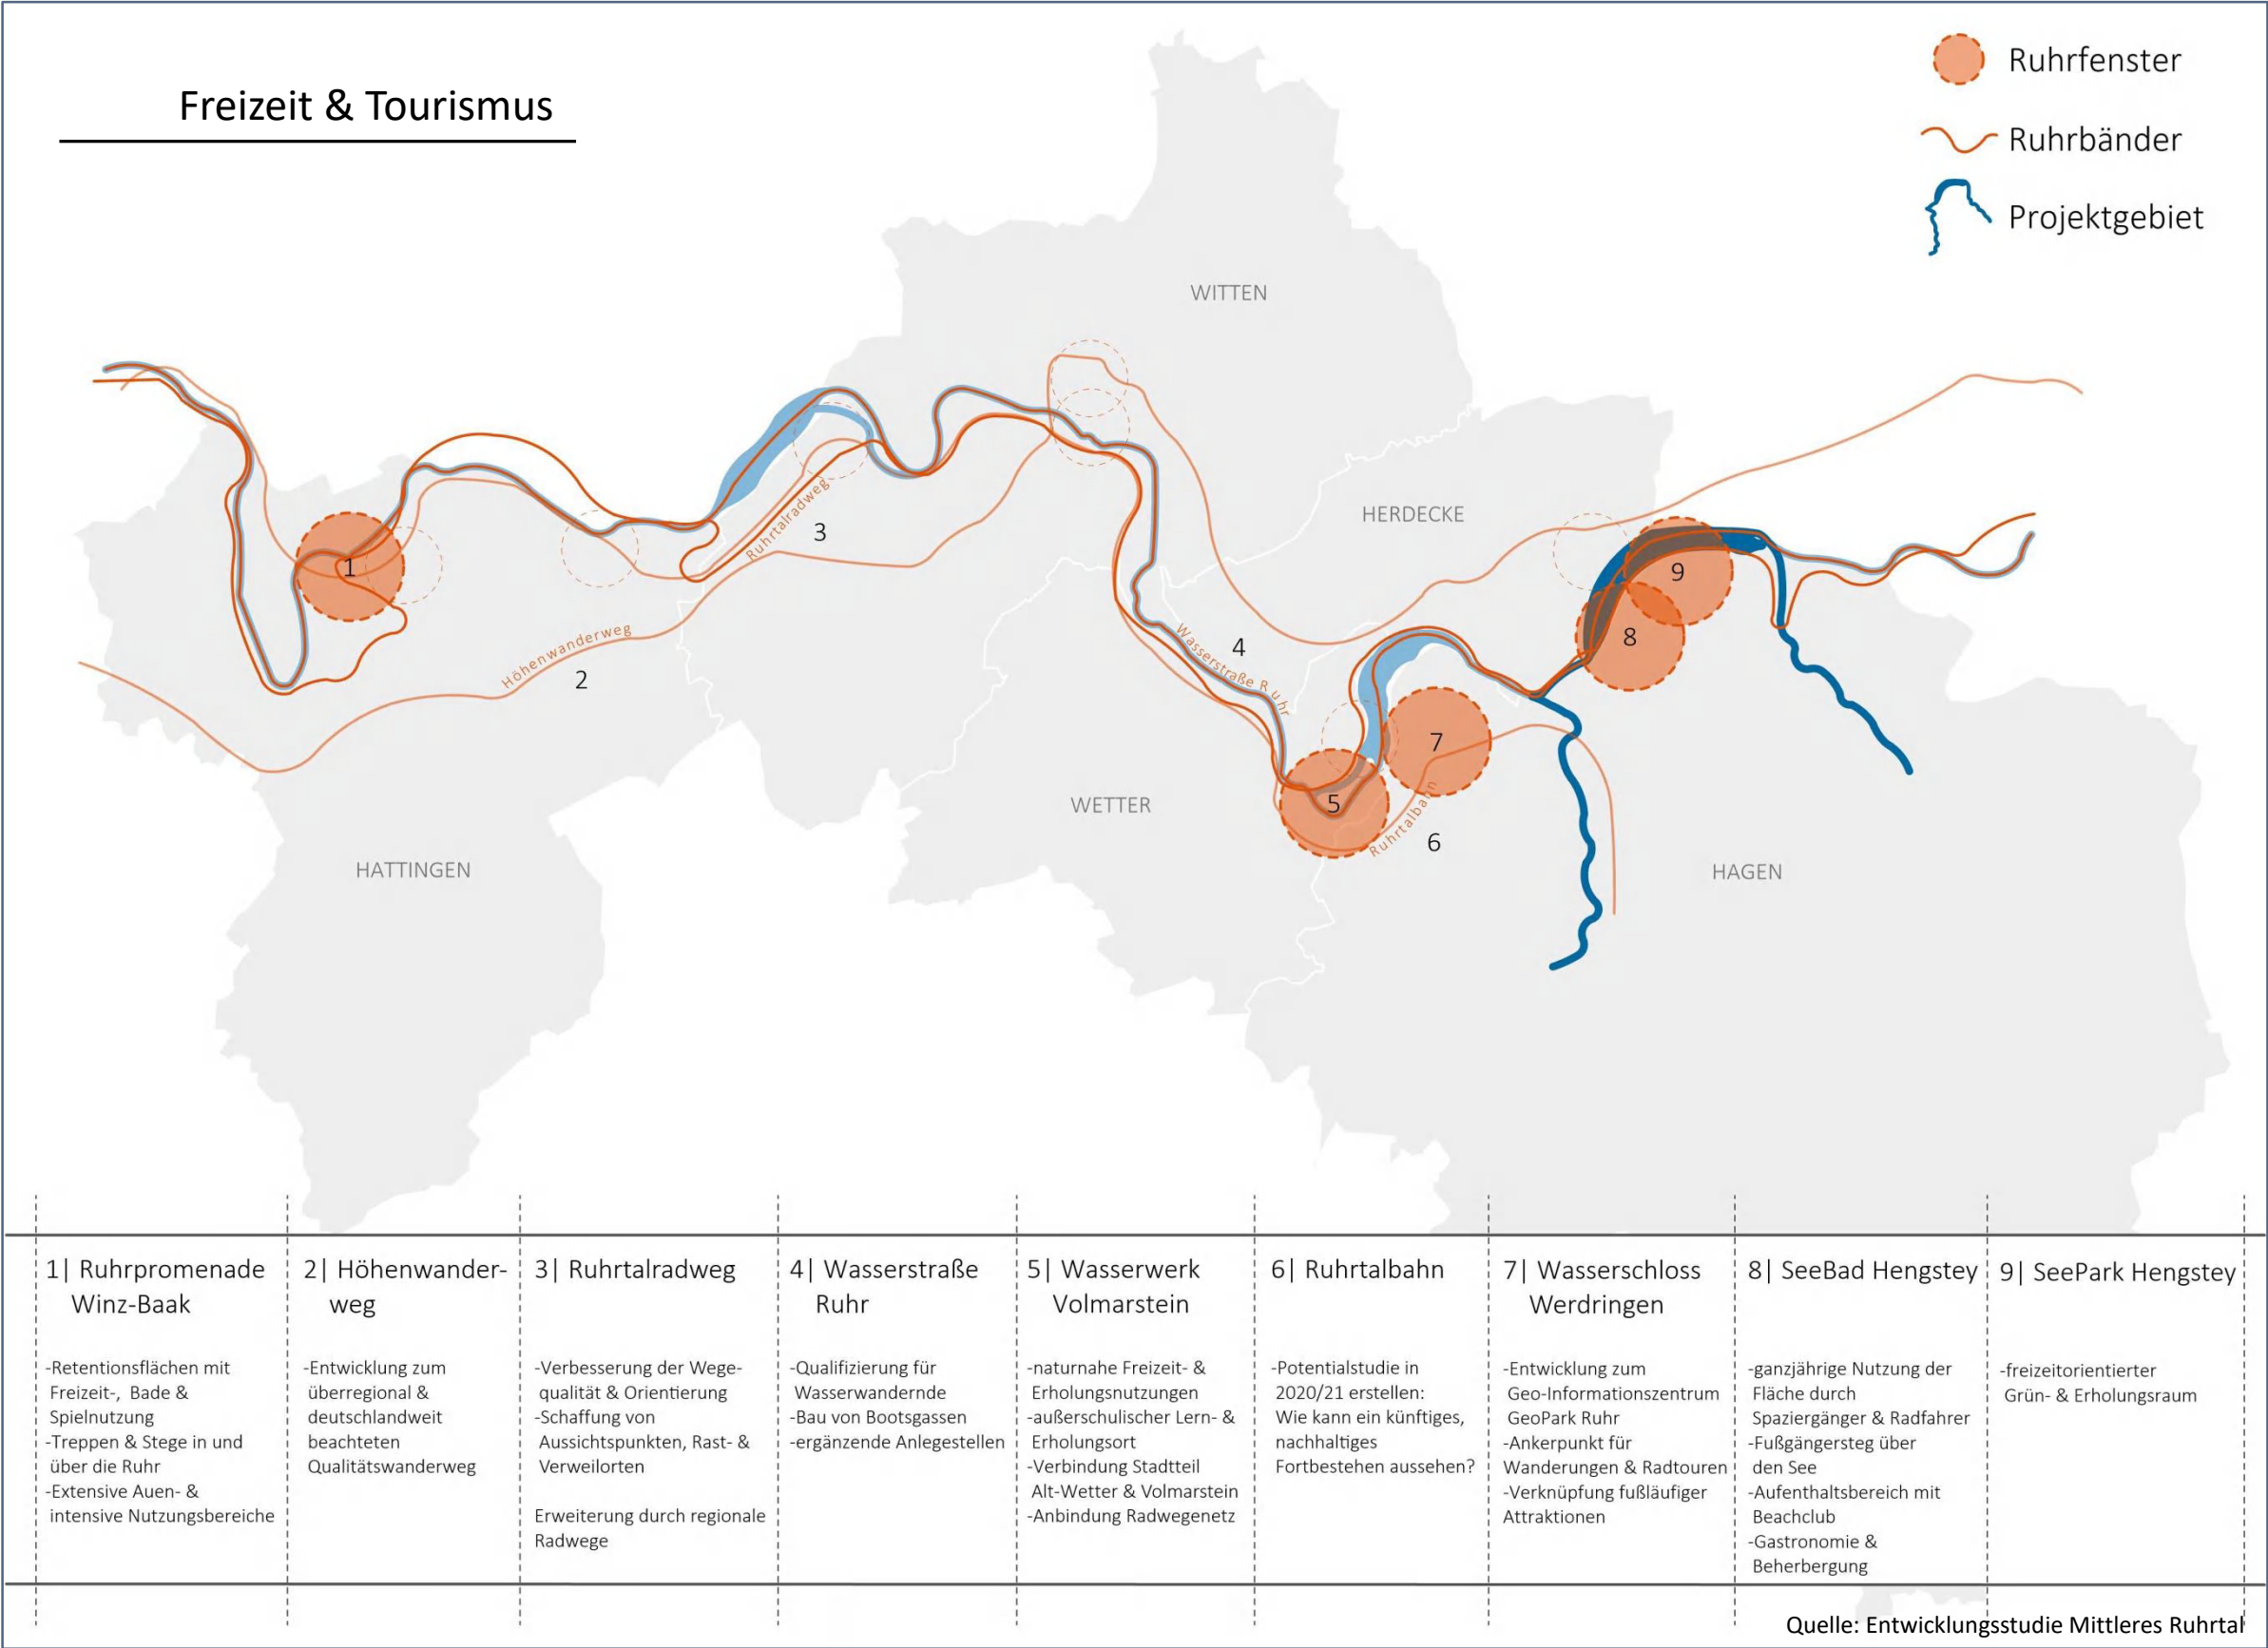 Freizeit & Tourismus
Ruhrfenster
Ruhrbänder
Projektgebiet
WITTEN
HERDECKE
WETTER
HATTINGEN
HAGEN
Ruhrtalradweg
Höhenwanderweg
Wasserstraße Ruhr
Ruhrtalbahn
1
2
3
4
5
6
7
8
9
1| Ruhrpromenade
Winz-Baak
-Retentionsflächen mit
Freizeit-, Bade &
Spielnutzung
-Treppen & Stege in und
über die Ruhr
-Extensive Auen- &
intensive Nutzungsbereiche
2| Höhenwander-
weg
-Entwicklung zum
überregional &
deutschlandweit
beachteten
Qualitätswanderweg
3| Ruhrtalradweg
-Verbesserung der Wege-
qualität & Orientierung
-Schaffung von
Aussichtspunkten, Rast- &
Verweilorten
Erweiterung durch regionale
Radwege
4| Wasserstraße
Ruhr
-Qualifizierung für
Wasserwandernde
-Bau von Bootsgassen
-ergänzende Anlegestellen
5| Wasserwerk
Volmarstein
-naturnahe Freizeit- &
Erholungsnutzungen
-außerschulischer Lern- &
Erholungsort
-Verbindung Stadtteil
Alt-Wetter & Volmarstein
-Anbindung Radwegenetz
6| Ruhrtalbahn
-Potentialstudie in
2020/21 erstellen:
Wie kann ein künftiges,
nachhaltiges
Fortbestehen aussehen?
7| Wasserschloss
Werdringen
-Entwicklung zum
Geo-Informationszentrum
GeoPark Ruhr
-Ankerpunkt für
Wanderungen & Radtouren
-Verknüpfung fußläufiger
Attraktionen
8| SeeBad Hengstey
-ganzjährige Nutzung der
Fläche durch
Spaziergänger & Radfahrer
-Fußgängersteg über
den See
-Aufenthaltsbereich mit
Beachclub
-Gastronomie &
Beherbergung
9| SeePark Hengstey
-freizeitorientierter
Grün- & Erholungsraum
Quelle: Entwicklungsstudie Mittleres Ruhrtal